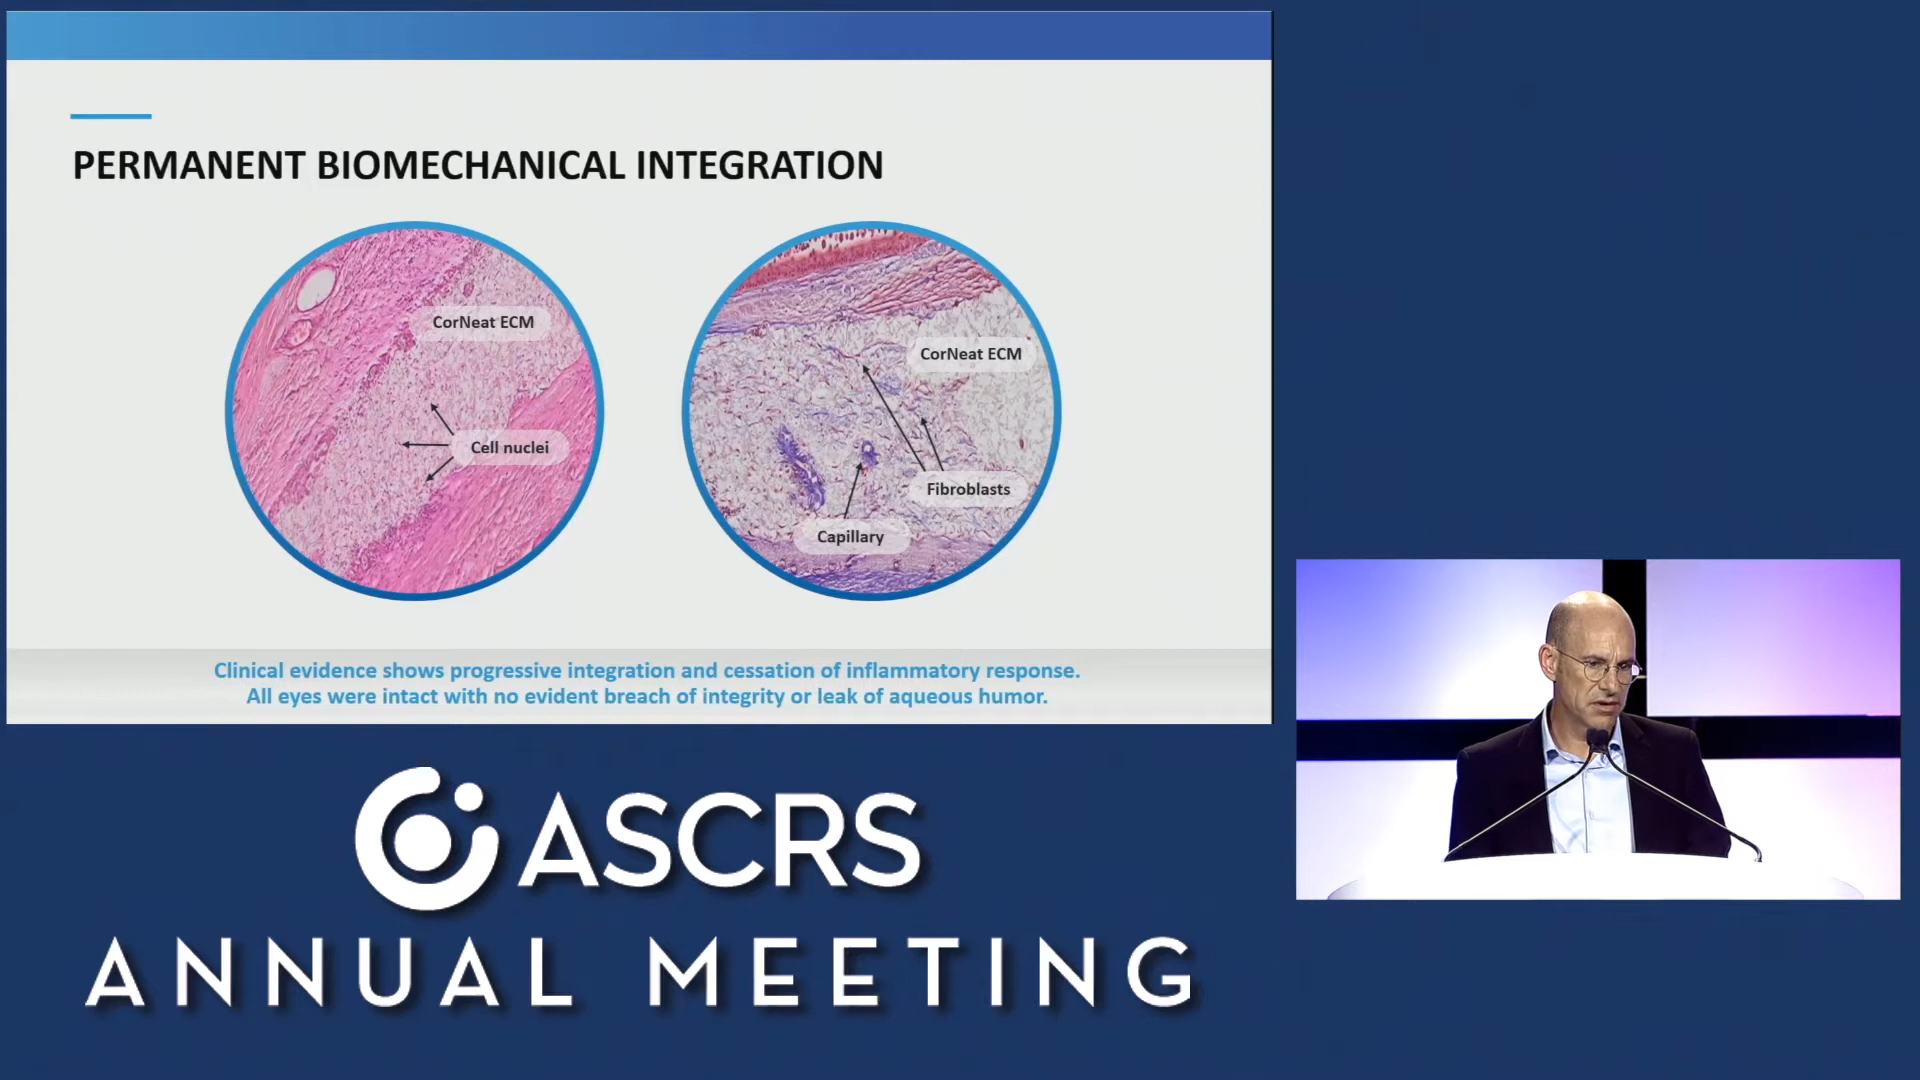 PERMANENT BIOMECHANICAL INTEGRATION
CorNeat ECM
Cell nuclei
CorNeat ECM
Fibroblasts
Capillary
Clinical evidence shows progressive integration and cessation of inflammatory response.
All eyes were intact with no evident breach of integrity or leak of aqueous humor.
ASCRS
ANNUAL MEETING